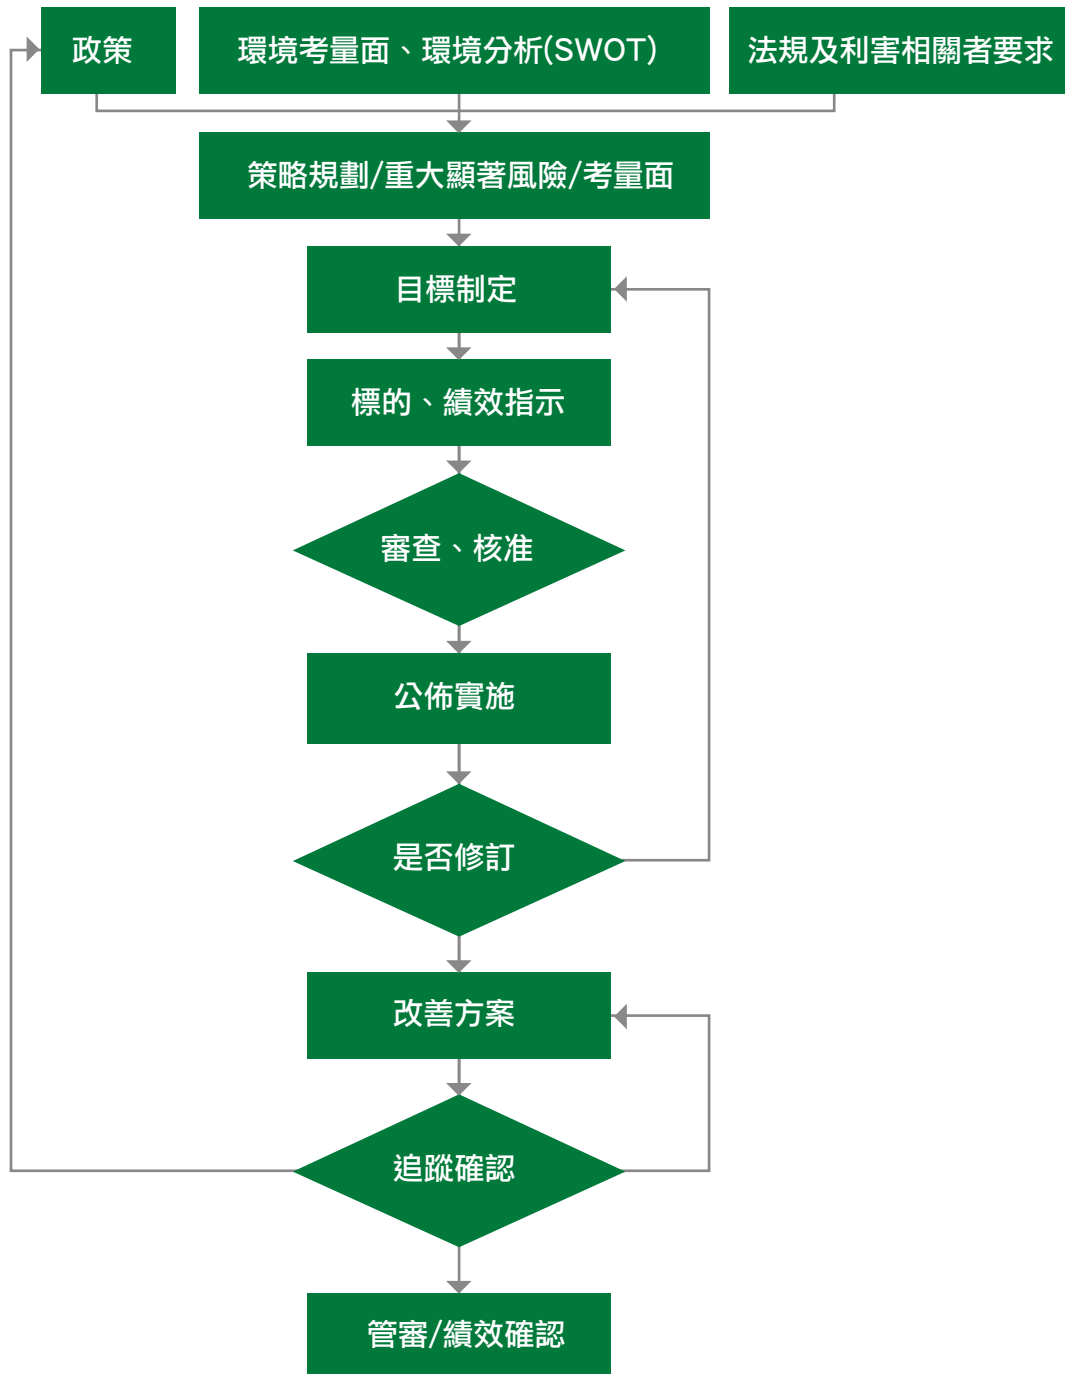 政策
環境考量面、環境分析(SWOT)
法規及利害相關者要求
策略規劃/重大顯著風險/考量面
目標制定
標的、績效指示
審查、核准
公佈實施
是否修訂
改善方案
追蹤確認
管審/績效確認